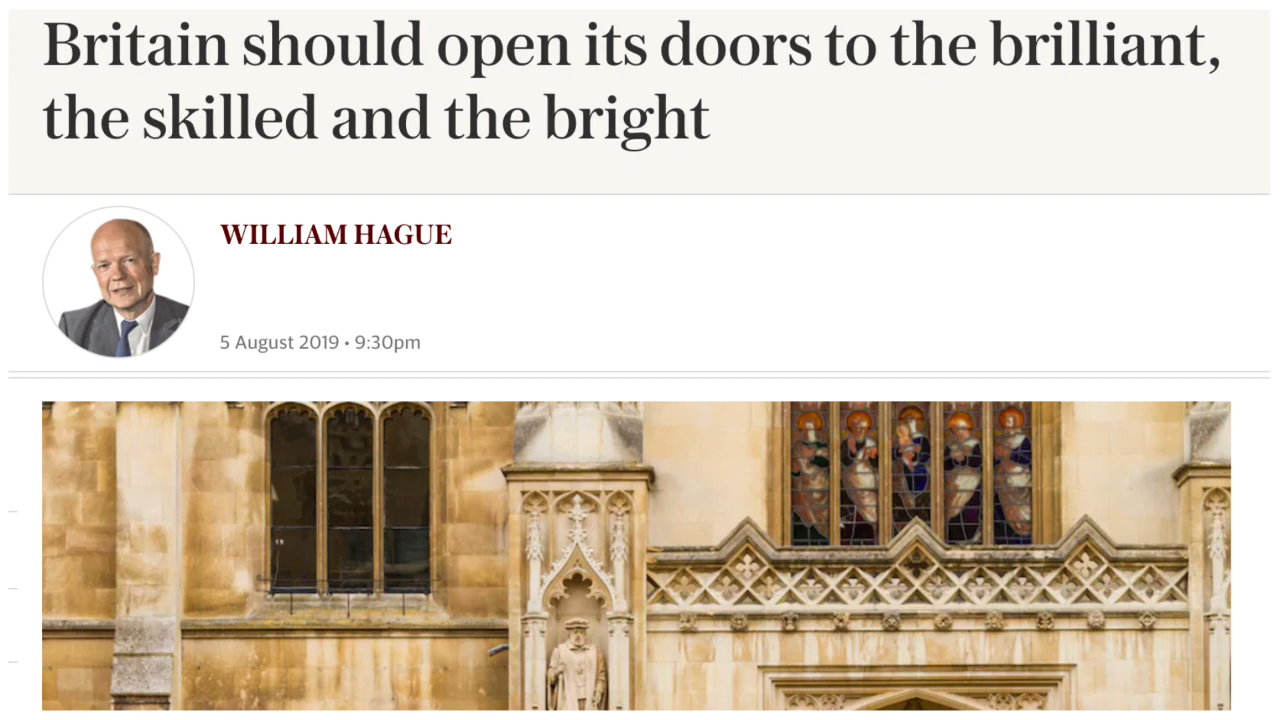 Britain should open its doors to the brilliant,
the skilled and the bright
WILLIAM HAGUE
5 August 2019 • 9:30pm